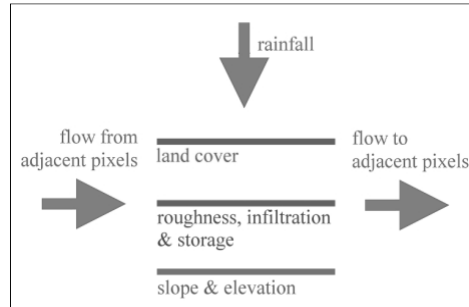 rainfall
flow from
adjacent pixels
land cover
flow to
adjacent pixels
roughness, infiltration
& storage
slope & elevation